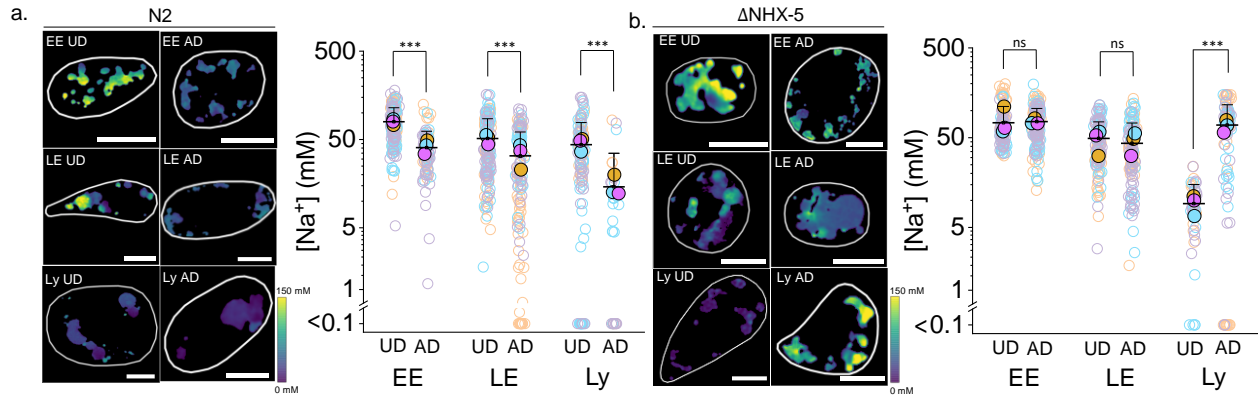 a.
N2
EE UD
EE AD
LE UD
LE AD
Ly UD
Ly AD
150 mM
0 mM
[Na⁺] (mM)
500
50
5
1
<0.1
***
***
***
UD AD
UD AD
UD AD
EE
LE
Ly
b.
ΔNHX-5
EE UD
EE AD
LE UD
LE AD
Ly UD
Ly AD
150 mM
0 mM
[Na⁺] (mM)
500
50
5
1
<0.1
ns
ns
***
UD AD
UD AD
UD AD
EE
LE
Ly